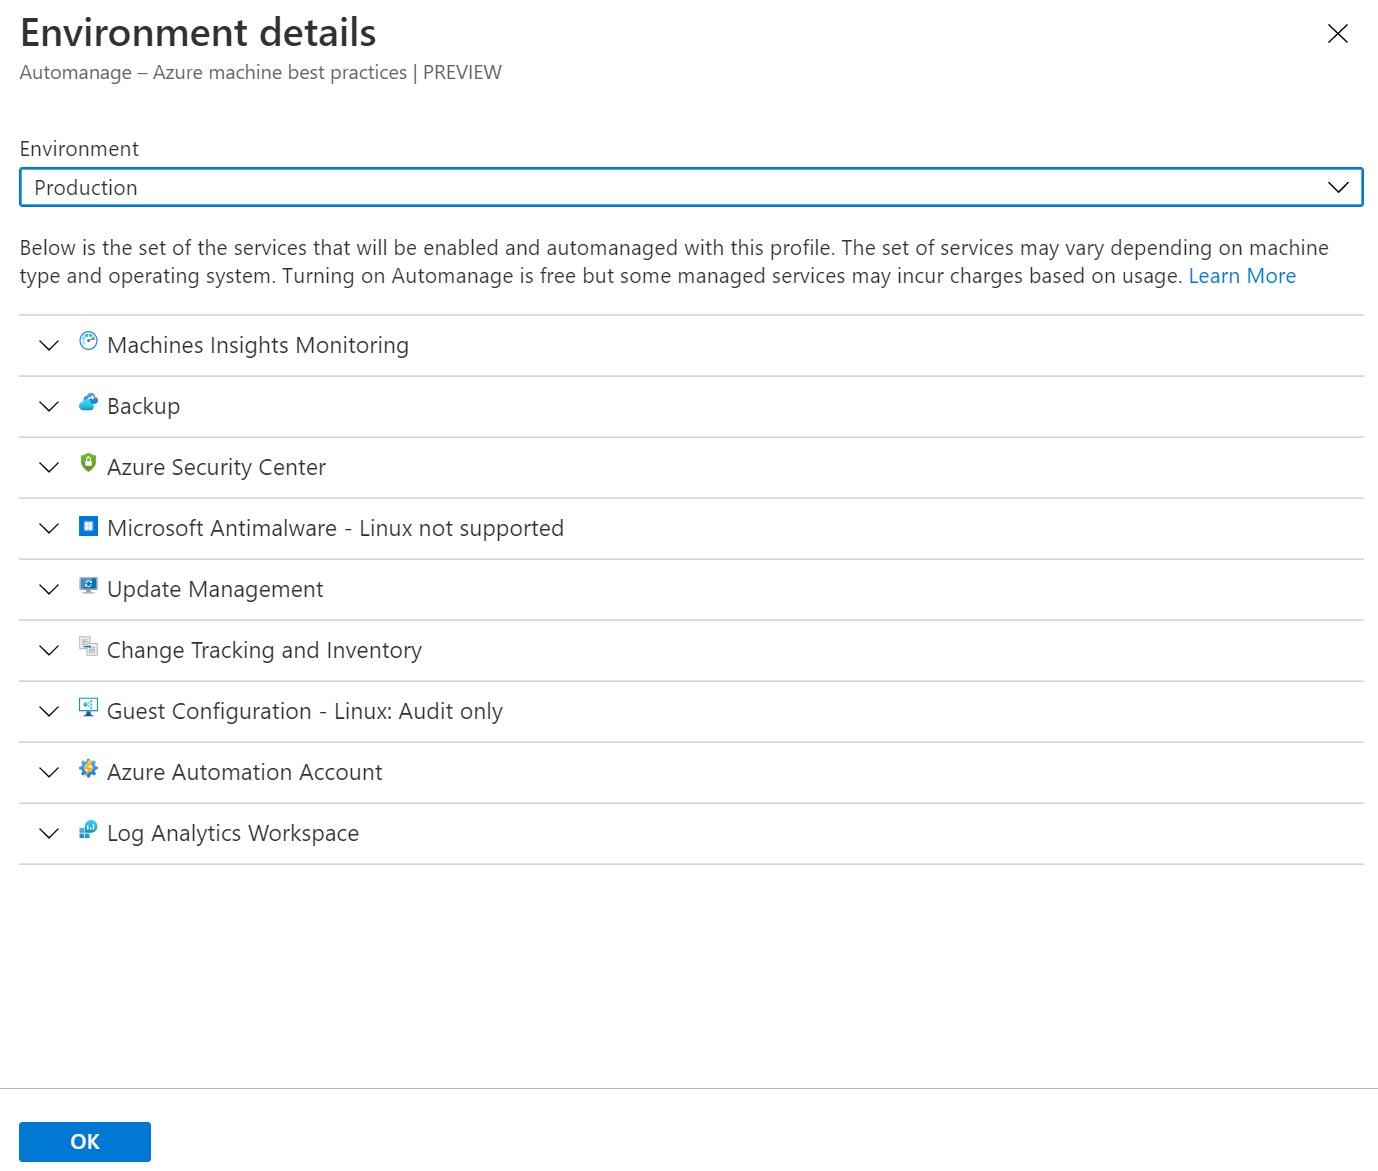 Environment details
Automanage – Azure machine best practices | PREVIEW
Environment
Production
Below is the set of the services that will be enabled and automanaged with this profile. The set of services may vary depending on machine
type and operating system. Turning on Automanage is free but some managed services may incur charges based on usage. Learn More
Machines Insights Monitoring
Backup
Azure Security Center
Microsoft Antimalware - Linux not supported
Update Management
Change Tracking and Inventory
Guest Configuration - Linux: Audit only
Azure Automation Account
Log Analytics Workspace
OK